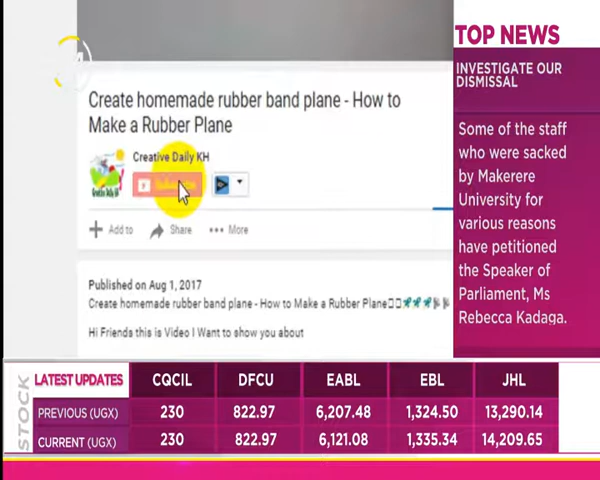 TOP NEWS
INVESTIGATE OUR
DISMISSAL
Some of the staff
who were sacked
by Makerere
University for
various reasons
have petitioned
the Speaker of
Parliament, Ms
Rebecca Kadaga.
Create homemade rubber band plane - How to
Make a Rubber Plane
Creative Daily KH
Add to
Share
More
Published on Aug 1, 2017
Create homemade rubber band plane - How to Make a Rubber Plane
Hi Friends this is Video I Want to show you about
STOCK
LATEST UPDATES CQCIL DFCU EABL EBL JHL
PREVIOUS (UGX) 230 822.97 6,207.48 1,324.50 13,290.14
CURRENT (UGX) 230 822.97 6,121.08 1,335.34 14,209.65